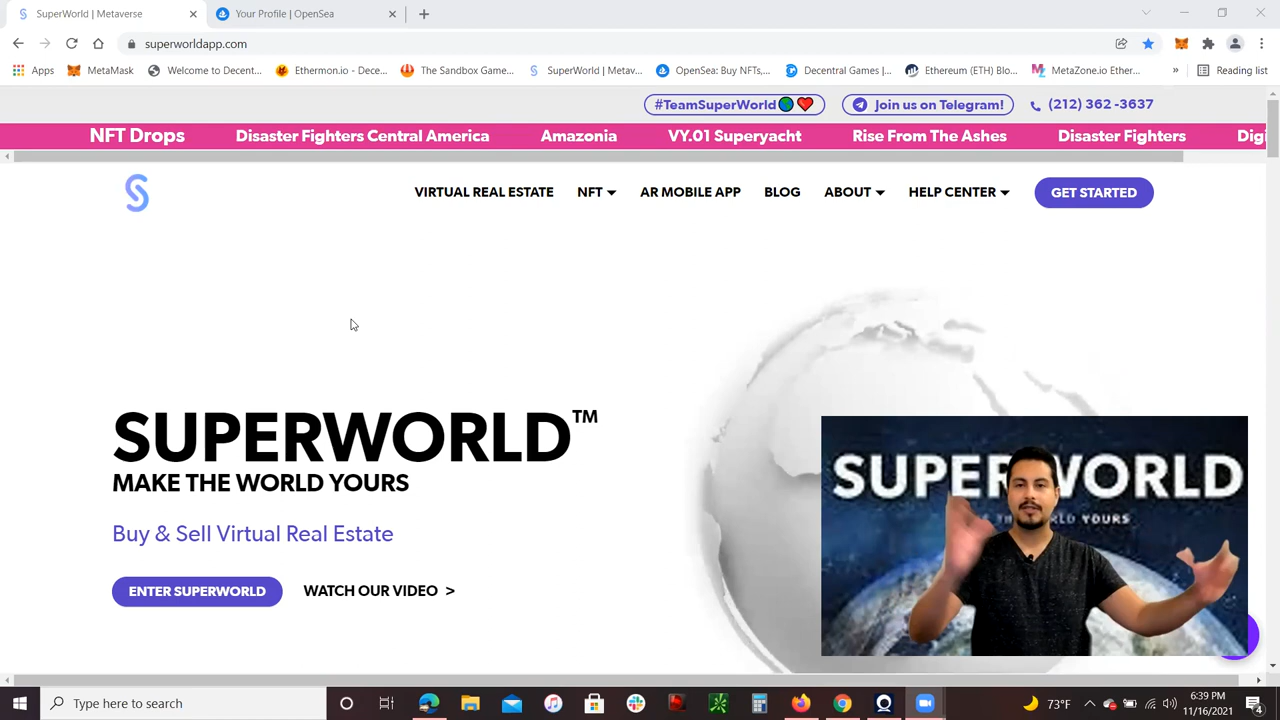 SuperWorld | Metaverse
Your Profile | OpenSea
superworldapp.com
Apps
MetaMask
Welcome to Decent...
Ethermon.io - Dece...
The Sandbox Game...
SuperWorld | Metav...
OpenSea: Buy NFTs,...
Decentral Games |...
Ethereum (ETH) Blo...
MetaZone.io Ether...
»
Reading list
#TeamSuperWorld🌎❤️
Join us on Telegram!
(212) 362 -3637
NFT Drops
Disaster Fighters Central America
Amazonia
VY.01 Superyacht
Rise From The Ashes
Disaster Fighters
Digi
S
VIRTUAL REAL ESTATE
NFT
AR MOBILE APP
BLOG
ABOUT
HELP CENTER
GET STARTED
SUPERWORLD™
MAKE THE WORLD YOURS
Buy & Sell Virtual Real Estate
ENTER SUPERWORLD
WATCH OUR VIDEO >
SUPERWORLD
THE WORLD YOURS
Type here to search
73°F
6:39 PM
11/16/2021
4